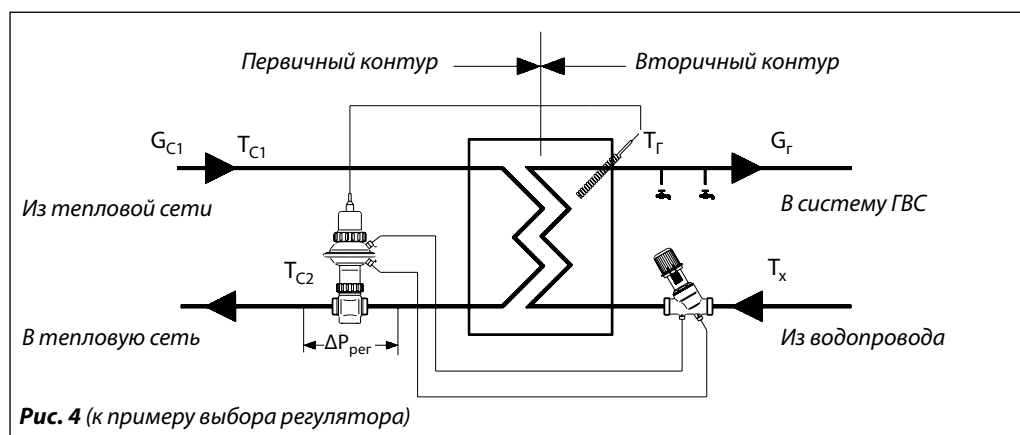 Первичный контур
Вторичный контур
G_C1
T_C1
T_Г
G_г
Из тепловой сети
В систему ГВС
T_C2
T_x
В тепловую сеть
ΔP_рег
Из водопровода
Рис. 4 (к примеру выбора регулятора)